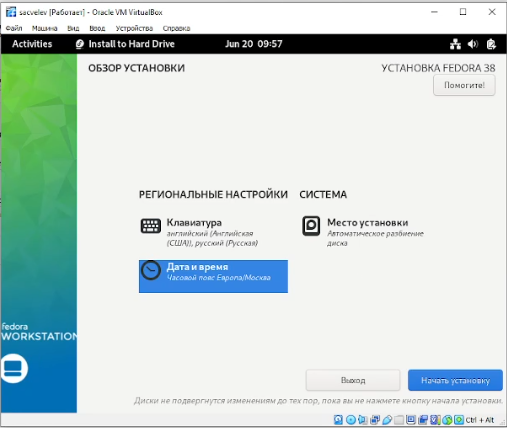 sacvelev [Работает] - Oracle VM VirtualBox
Файл Машина Вид Ввод Устройства Справка
Activities Install to Hard Drive Jun 20 09:57
ОБЗОР УСТАНОВКИ
УСТАНОВКА FEDORA 38
Помогите!
РЕГИОНАЛЬНЫЕ НАСТРОЙКИ
Клавиатура
английский (Английская
(США)), русский (Русская)
Дата и время
Часовой пояс Европа/Москва
СИСТЕМА
Место установки
Автоматическое разбиение
диска
fedora
WORKSTATION
Выход
Начать установку
Диски не подвергнутся изменениям до тех пор, пока вы не нажмете кнопку начала установки.
Ctrl + Alt